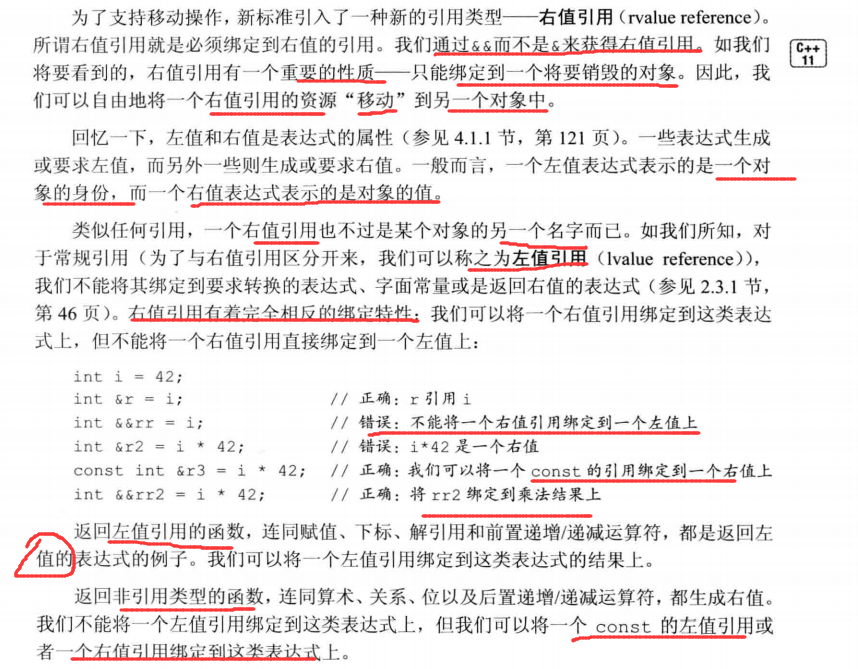 为了支持移动操作，新标准引入了一种新的引用类型——右值引用（rvalue reference）。
所谓右值引用就是必须绑定到右值的引用。我们通过&&而不是&来获得右值引用。如我们
将要看到的，右值引用有一个重要的性质——只能绑定到一个将要销毁的对象。因此，我
们可以自由地将一个右值引用的资源“移动”到另一个对象中。
C++
11
回忆一下，左值和右值是表达式的属性（参见 4.1.1 节，第 121 页）。一些表达式生成
或要求左值，而另外一些则生成或要求右值。一般而言，一个左值表达式表示的是一个对
象的身份，而一个右值表达式表示的是对象的值。
类似任何引用，一个右值引用也不过是某个对象的另一个名字而已。如我们所知，对
于常规引用（为了与右值引用区分开来，我们可以称之为左值引用（lvalue reference）），
我们不能将其绑定到要求转换的表达式、字面常量或是返回右值的表达式（参见 2.3.1 节，
第 46 页）。右值引用有着完全相反的绑定特性：我们可以将一个右值引用绑定到这类表达
式上，但不能将一个右值引用直接绑定到一个左值上：
int i = 42;
int &r = i; // 正确：r 引用 i
int &&rr = i; // 错误：不能将一个右值引用绑定到一个左值上
int &r2 = i * 42; // 错误：i*42 是一个右值
const int &r3 = i * 42; // 正确：我们可以将一个 const 的引用绑定到一个右值上
int &&rr2 = i * 42; // 正确：将 rr2 绑定到乘法结果上
返回左值引用的函数，连同赋值、下标、解引用和前置递增/递减运算符，都是返回左
值的表达式的例子。我们可以将一个左值引用绑定到这类表达式的结果上。
返回非引用类型的函数，连同算术、关系、位以及后置递增/递减运算符，都生成右值。
我们不能将一个左值引用绑定到这类表达式上，但我们可以将一个 const 的左值引用或
者一个右值引用绑定到这类表达式上。